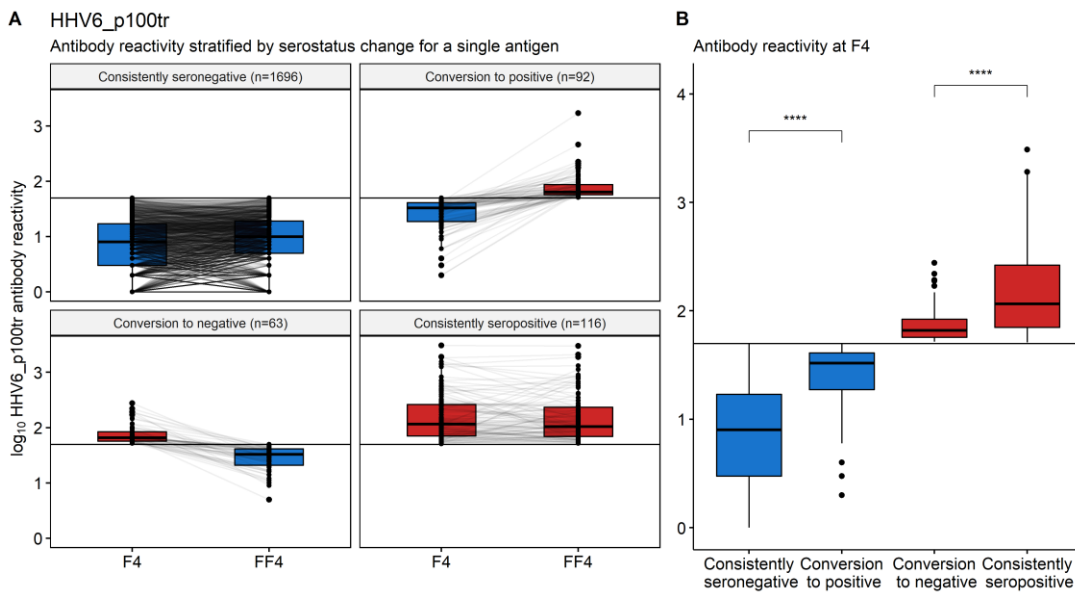 A
HHV6_p100tr
Antibody reactivity stratified by serostatus change for a single antigen
Consistently seronegative (n=1696)
Conversion to positive (n=92)
3
2
1
0
Conversion to negative (n=63)
Consistently seropositive (n=116)
3
2
1
0
log10 HHV6_p100tr antibody reactivity
F4
FF4
F4
FF4
B
Antibody reactivity at F4
4
3
2
1
0
****
****
Consistently
seronegative
Conversion
to positive
Conversion
to negative
Consistently
seropositive